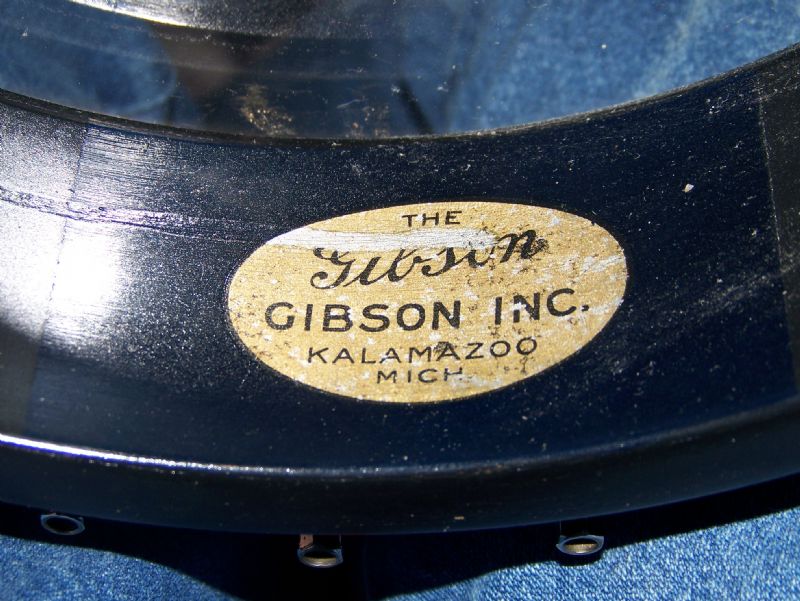 THE
Gibson
GIBSON INC.
KALAMAZOO
MICH.